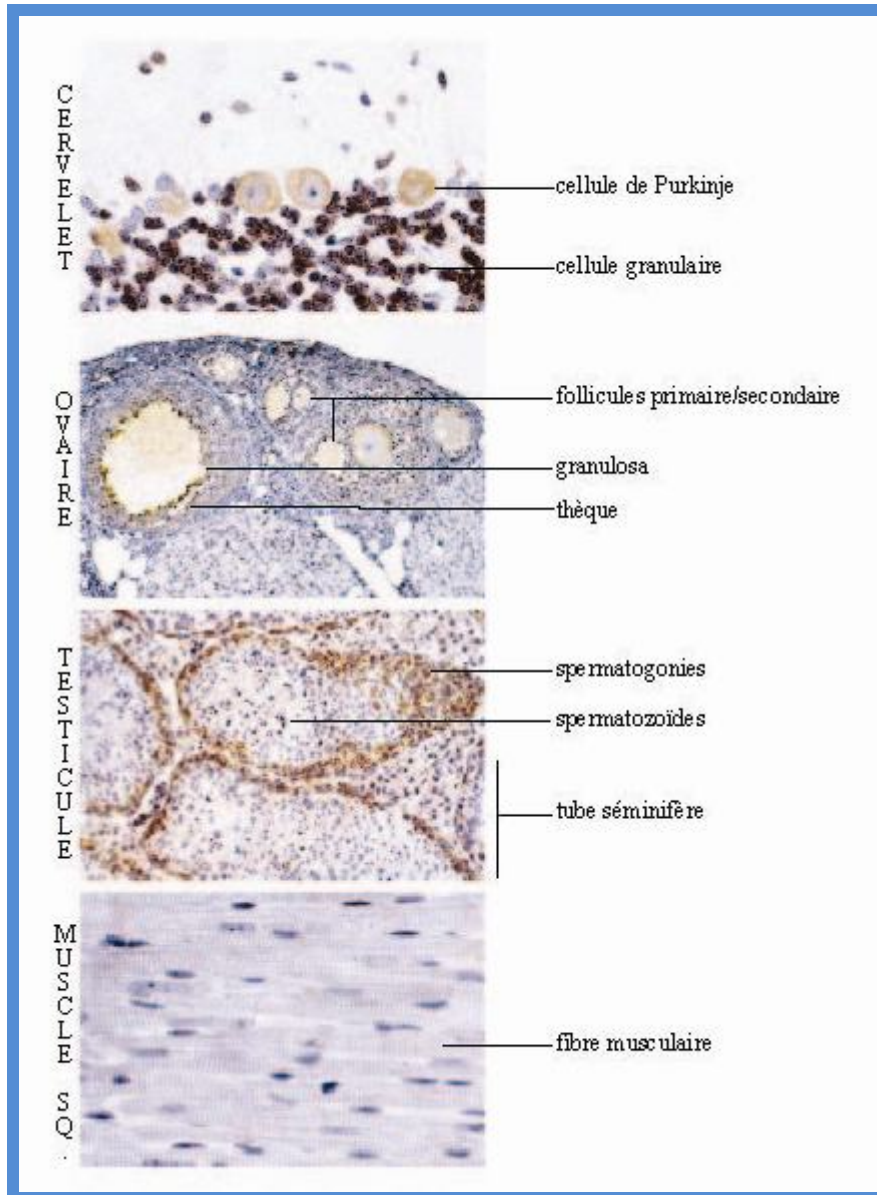 CERVELET
cellule de Purkinje
cellule granulaire
OVAIRE
follicules primaire/secondaire
granulosa
thèque
TESTICULE
spermatogonies
spermatozoïdes
tube séminifère
MUSCLE SQ.
fibre musculaire